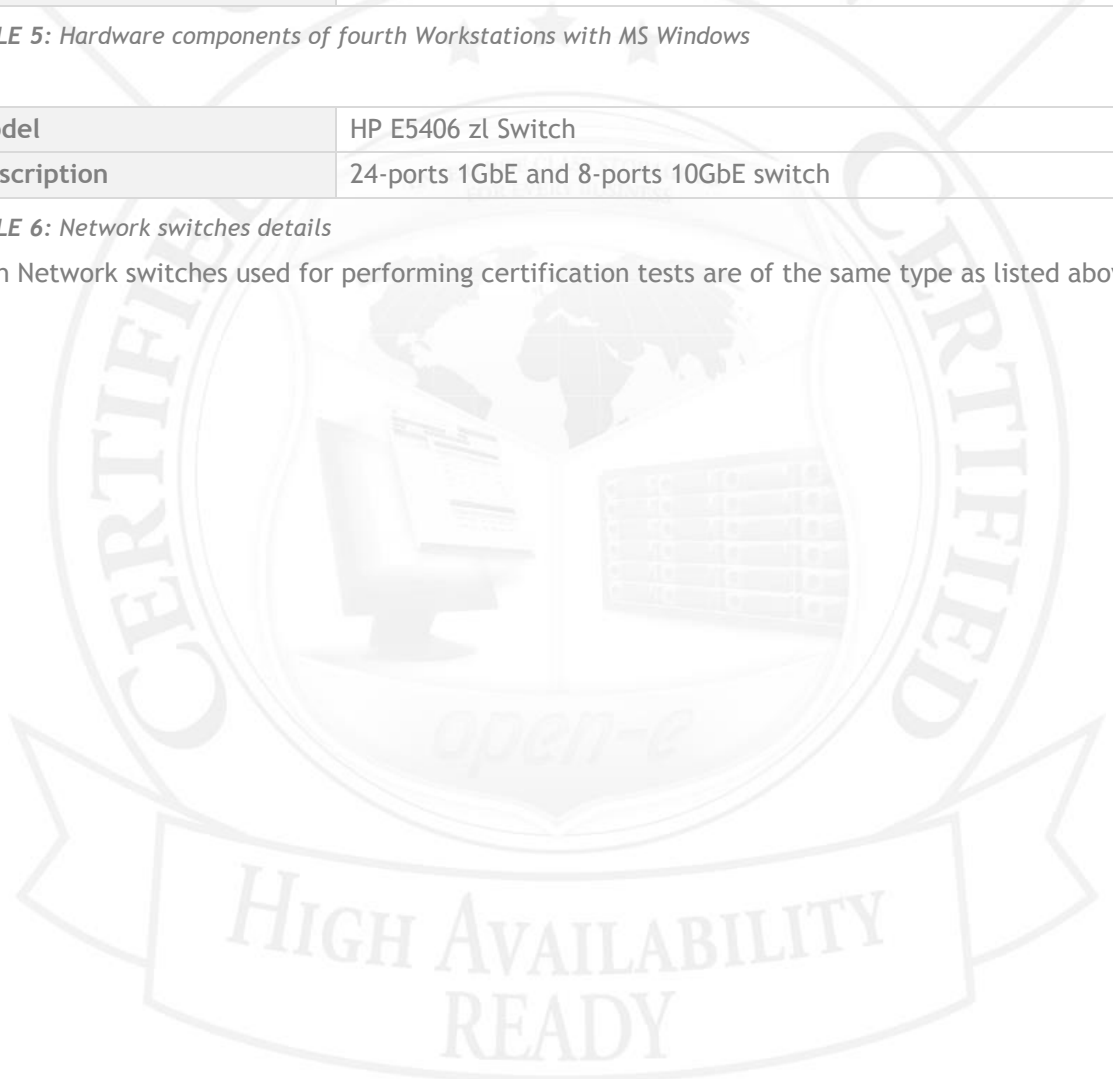 LE 5: Hardware components of fourth Workstations with MS Windows
odel HP E5406 zl Switch
scription 24-ports 1GbE and 8-ports 10GbE switch
LE 6: Network switches details
h Network switches used for performing certification tests are of the same type as listed abov
CERTIFIED
CERTIFIED
open-e
HIGH AVAILABILITY
READY